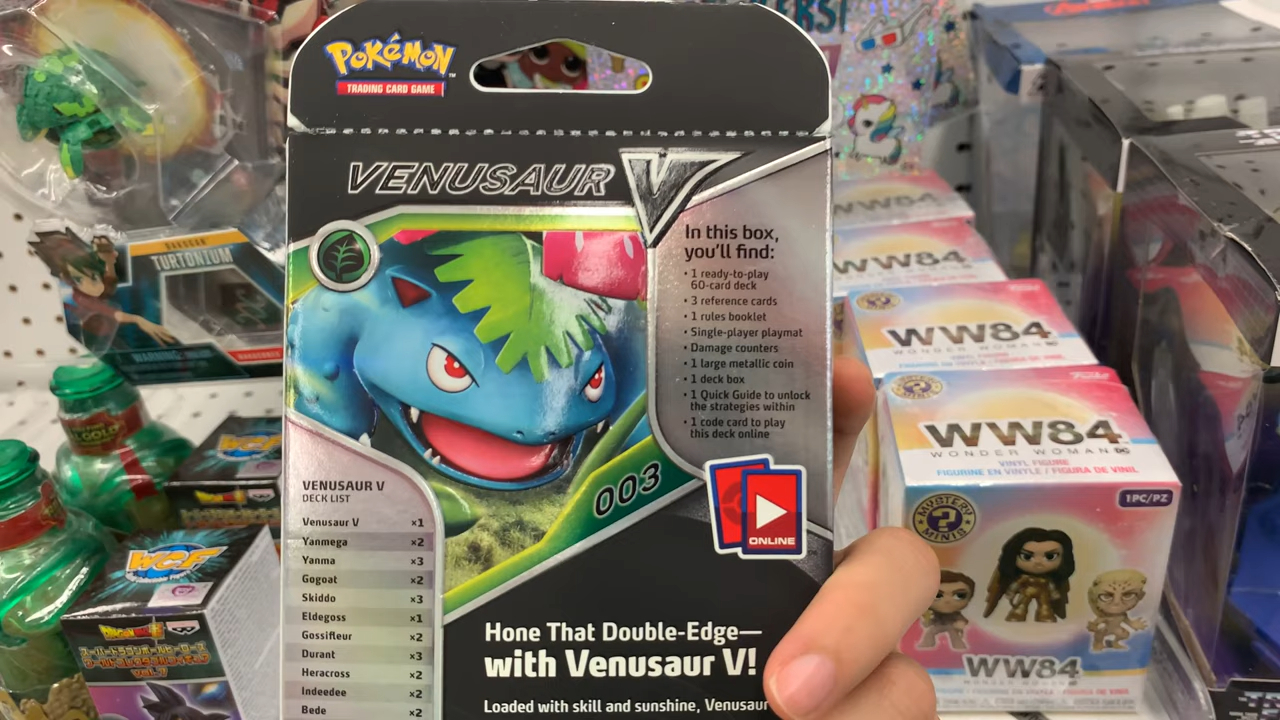 POKéMON
TRADING CARD GAME
VENUSAUR V
In this box,
you'll find:
• 1 ready-to-play
60-card deck
• 3 reference cards
• 1 rules booklet
• Single-player playmat
• Damage counters
• 1 large metallic coin
• 1 deck box
• 1 Quick Guide to unlock
the strategies within
• 1 code card to play
this deck online
003
ONLINE
VENUSAUR V
DECK LIST
Venusaur V ×1
Yanmega ×2
Yanma ×3
Gogoat ×2
Skiddo ×3
Eldegoss ×1
Gossifleur ×2
Durant ×3
Heracross ×2
Indeedee ×2
Bede ×2
Hone That Double-Edge—
with Venusaur V!
Loaded with skill and sunshine, Venusaur
BAKUGAN
TURTONIUM
WARNING
WCF
DRAGONBALL
WCF
WW84
WW84
WW84
WONDER WOMAN
WW84
WONDER WOMAN DC
VINYL FIGURE
FIGURINE EN VINYLE / FIGURA DE VINIL
MYSTERY
MINIS
1PC/PZ
WW84